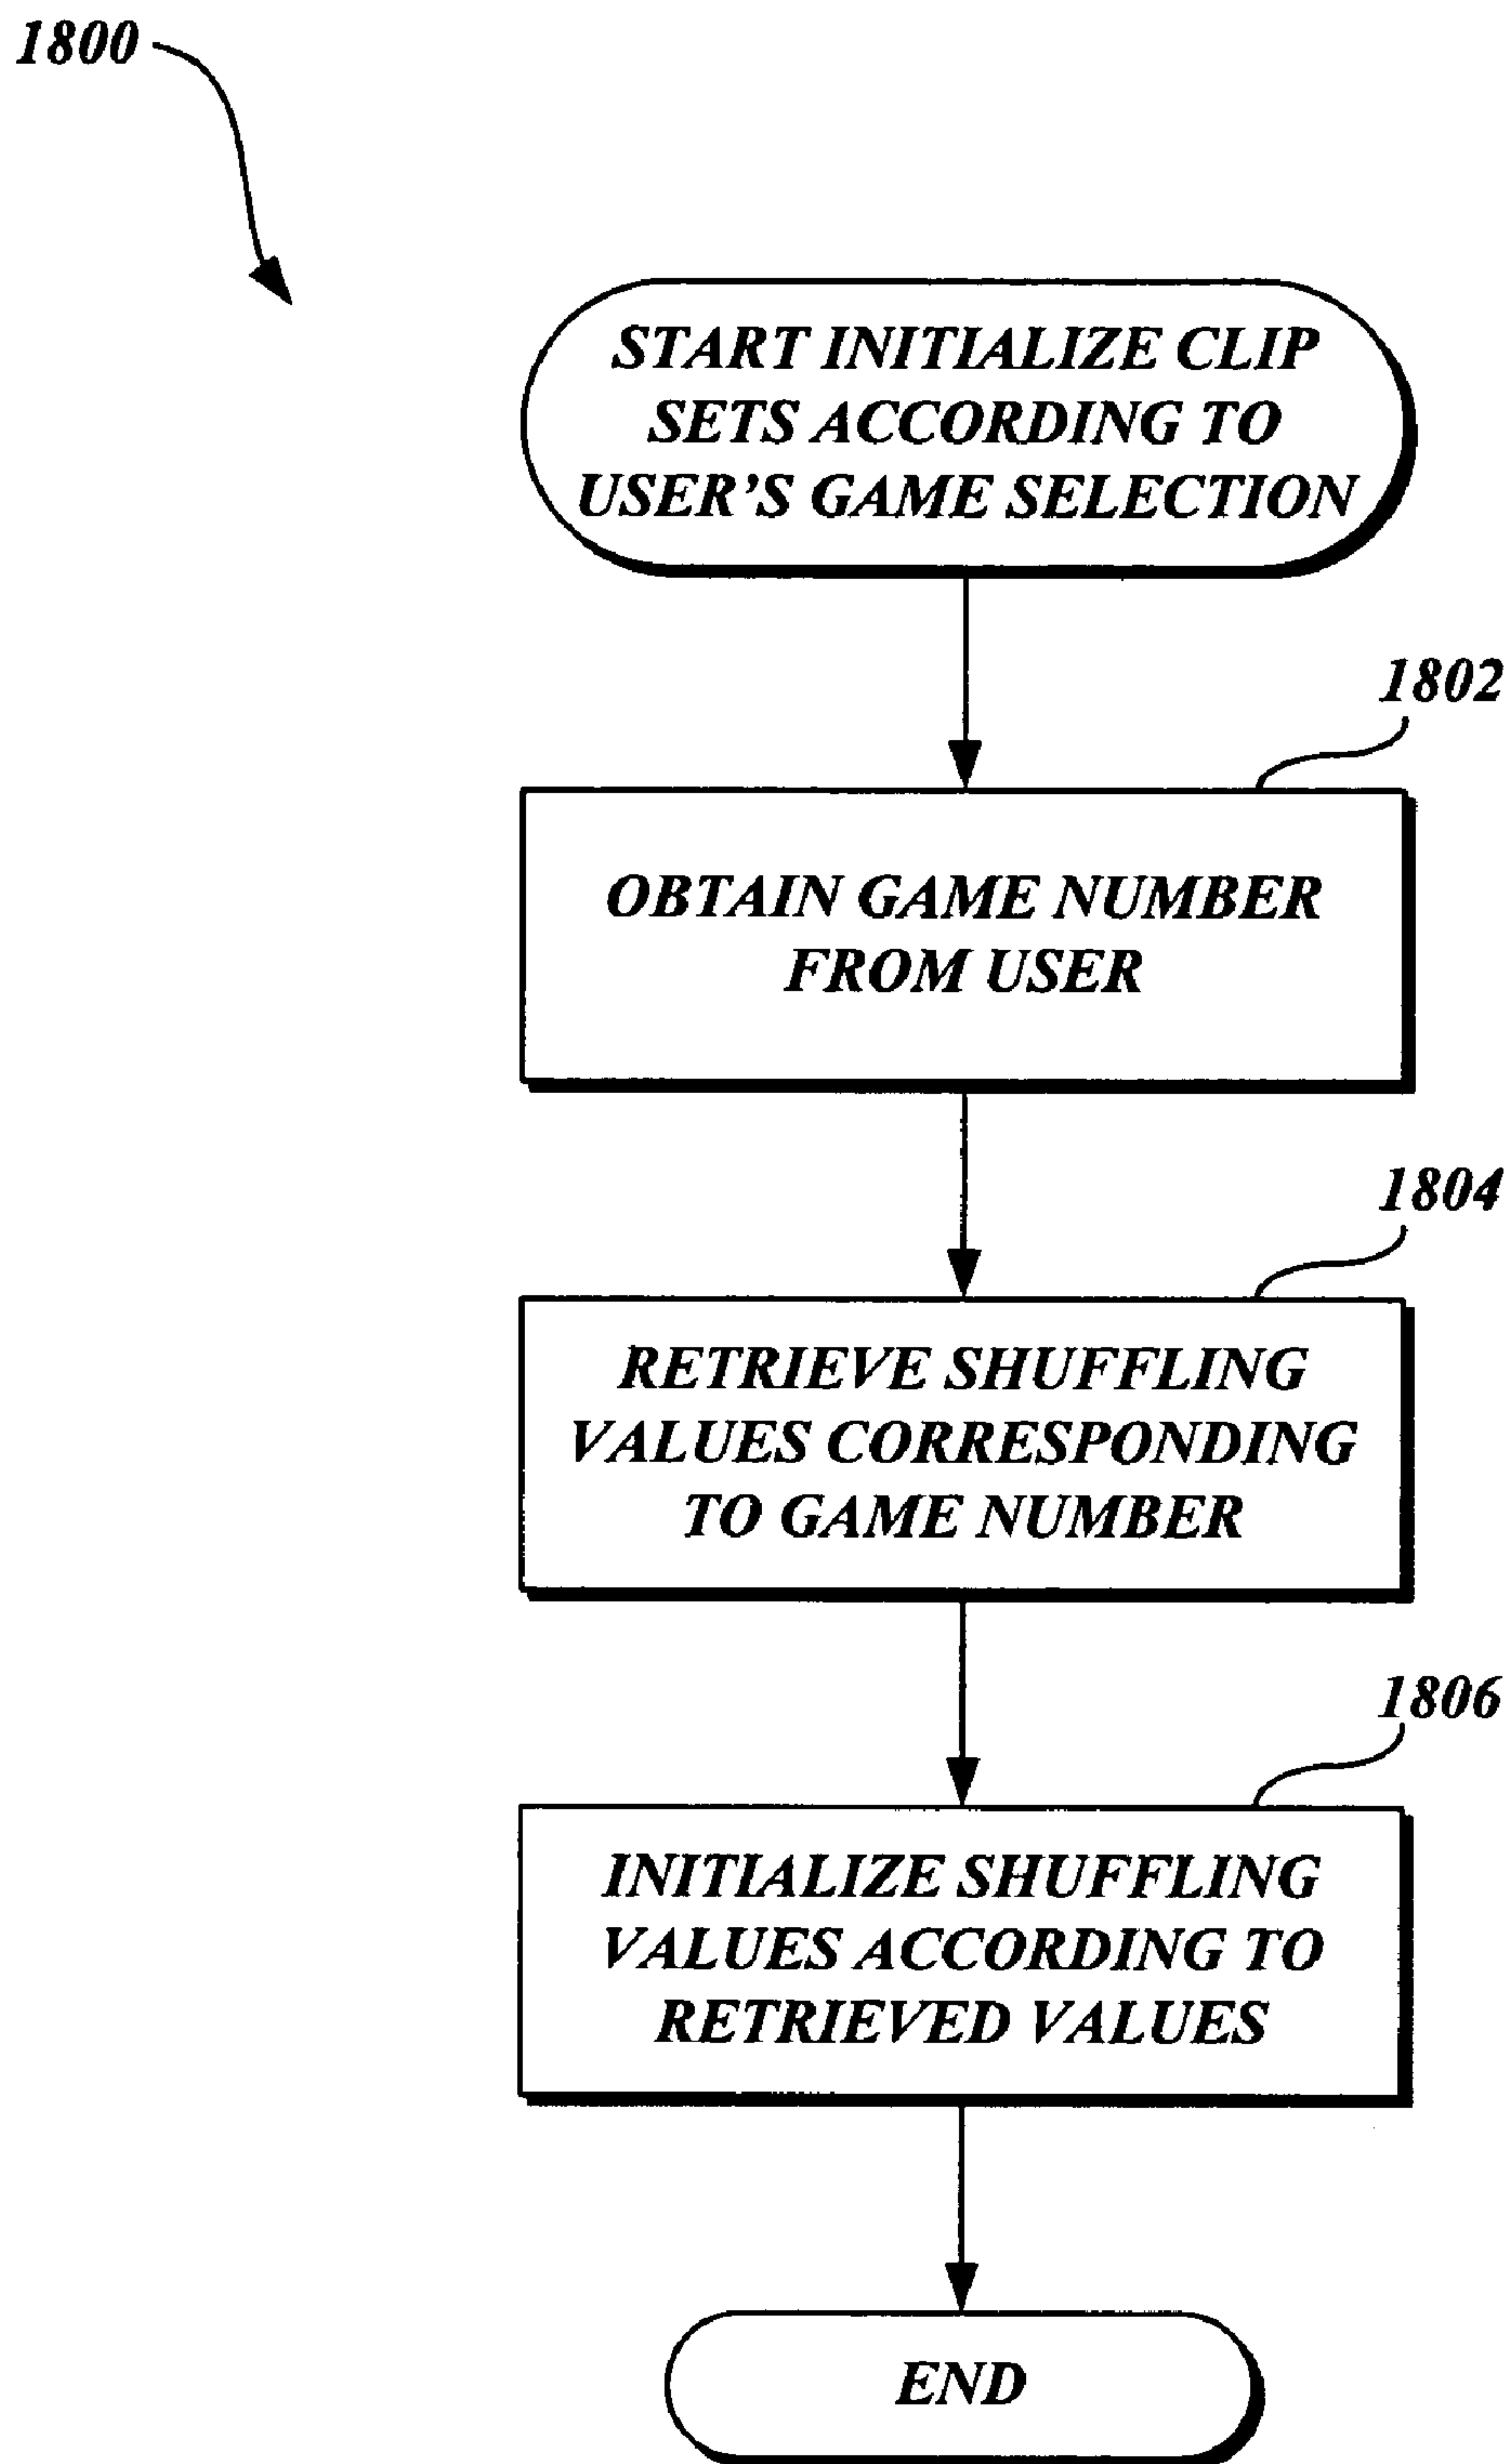 1800
START INITIALIZE CLIP
SETS ACCORDING TO
USER'S GAME SELECTION
1802
OBTAIN GAME NUMBER
FROM USER
1804
RETRIEVE SHUFFLING
VALUES CORRESPONDING
TO GAME NUMBER
1806
INITIALIZE SHUFFLING
VALUES ACCORDING TO
RETRIEVED VALUES
END